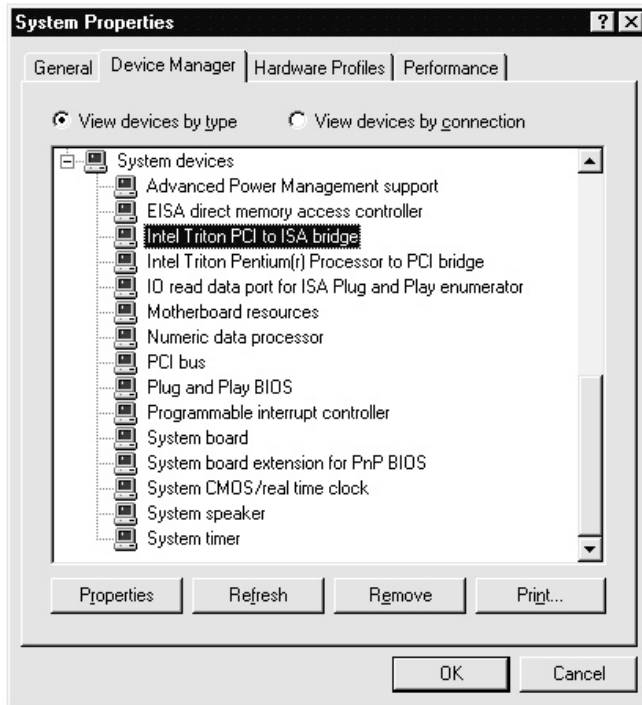 System Properties
General Device Manager Hardware Profiles Performance
View devices by type View devices by connection
System devices
Advanced Power Management support
EISA direct memory access controller
Intel Triton PCI to ISA bridge
Intel Triton Pentium(r) Processor to PCI bridge
IO read data port for ISA Plug and Play enumerator
Motherboard resources
Numeric data processor
PCI bus
Plug and Play BIOS
Programmable interrupt controller
System board
System board extension for PnP BIOS
System CMOS/real time clock
System speaker
System timer
Properties Refresh Remove Print...
OK Cancel